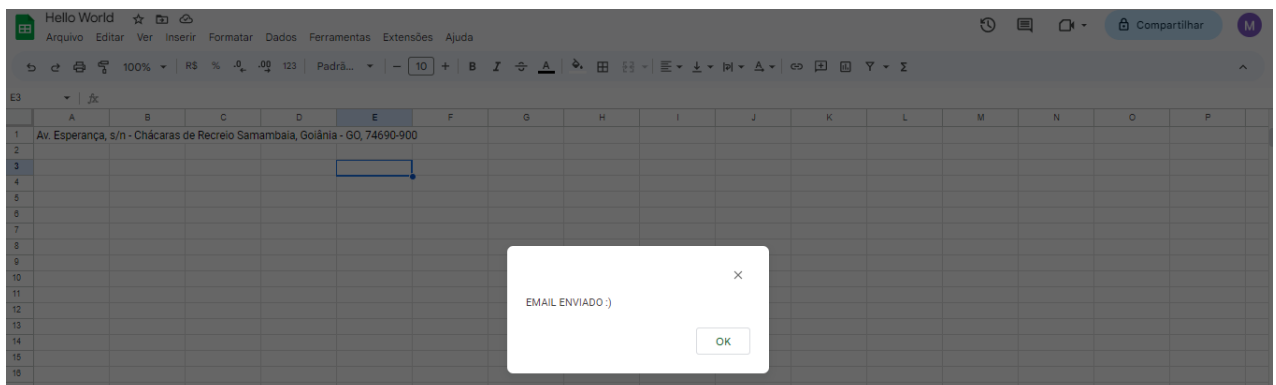 Hello World
Arquivo Editar Ver Inserir Formatar Dados Ferramentas Extensões Ajuda
Compartilhar
M
100% R$ % .0 .00 123 Padrã... − 10 + B I A Σ
E3 fx
A B C D E F G H I J K L M N O P
1 Av. Esperança, s/n - Chácaras de Recreio Samambaia, Goiânia - GO, 74690-900
2
3
4
5
6
7
8
9
10
11
12
13
14
15
16
EMAIL ENVIADO :)
OK